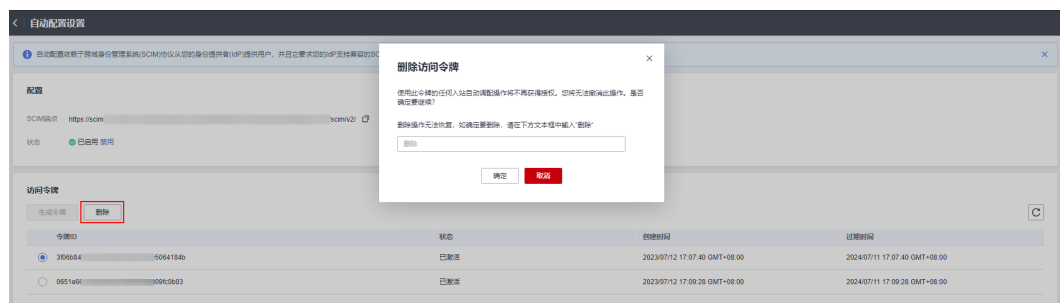 自动配置设置
自动配置依赖于跨域身份管理系统(SCIM)协议从您的身份提供者(IdP)提供用户，并且它要求您的IdP支持兼容的SC
配置
SCIM端点 https://scim /scim/v2/
状态 已启用 禁用
删除访问令牌
使用此令牌的任何入站自动调配操作将不再获得授权。您将无法撤消此操作。是否
确定要继续?
删除操作无法恢复，如确定要删除，请在下方文本框中输入"删除"
删除
确定 取消
访问令牌
生成令牌 删除
令牌ID 状态 创建时间 过期时间
3f06b84 5064184b 已激活 2023/07/12 17:07:40 GMT+08:00 2024/07/11 17:07:40 GMT+08:00
0651e6 09fc0b03 已激活 2023/07/12 17:09:28 GMT+08:00 2024/07/11 17:09:28 GMT+08:00